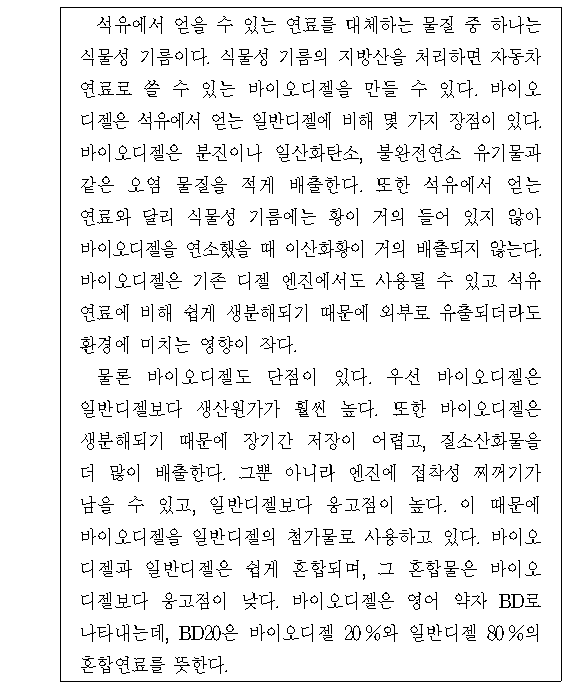 석유에서 얻을 수 있는 연료를 대체하는 물질 중 하나는
식물성 기름이다. 식물성 기름의 지방산을 처리하면 자동차
연료로 쓸 수 있는 바이오디젤을 만들 수 있다. 바이오
디젤은 석유에서 얻는 일반디젤에 비해 몇 가지 장점이 있다.
바이오디젤은 분진이나 일산화탄소, 불완전연소 유기물과
같은 오염 물질을 적게 배출한다. 또한 석유에서 얻는
연료와 달리 식물성 기름에는 황이 거의 들어 있지 않아
바이오디젤을 연소했을 때 이산화황이 거의 배출되지 않는다.
바이오디젤은 기존 디젤 엔진에서도 사용될 수 있고 석유
연료에 비해 쉽게 생분해되기 때문에 외부로 유출되더라도
환경에 미치는 영향이 작다.
물론 바이오디젤도 단점이 있다. 우선 바이오디젤은
일반디젤보다 생산원가가 훨씬 높다. 또한 바이오디젤은
생분해되기 때문에 장기간 저장이 어렵고, 질소산화물을
더 많이 배출한다. 그뿐 아니라 엔진에 접착성 찌꺼기가
남을 수 있고, 일반디젤보다 응고점이 높다. 이 때문에
바이오디젤을 일반디젤의 첨가물로 사용하고 있다. 바이오
디젤과 일반디젤은 쉽게 혼합되며, 그 혼합물은 바이오
디젤보다 응고점이 낮다. 바이오디젤은 영어 약자 BD로
나타내는데, BD20은 바이오디젤 20%와 일반디젤 80%의
혼합연료를 뜻한다.